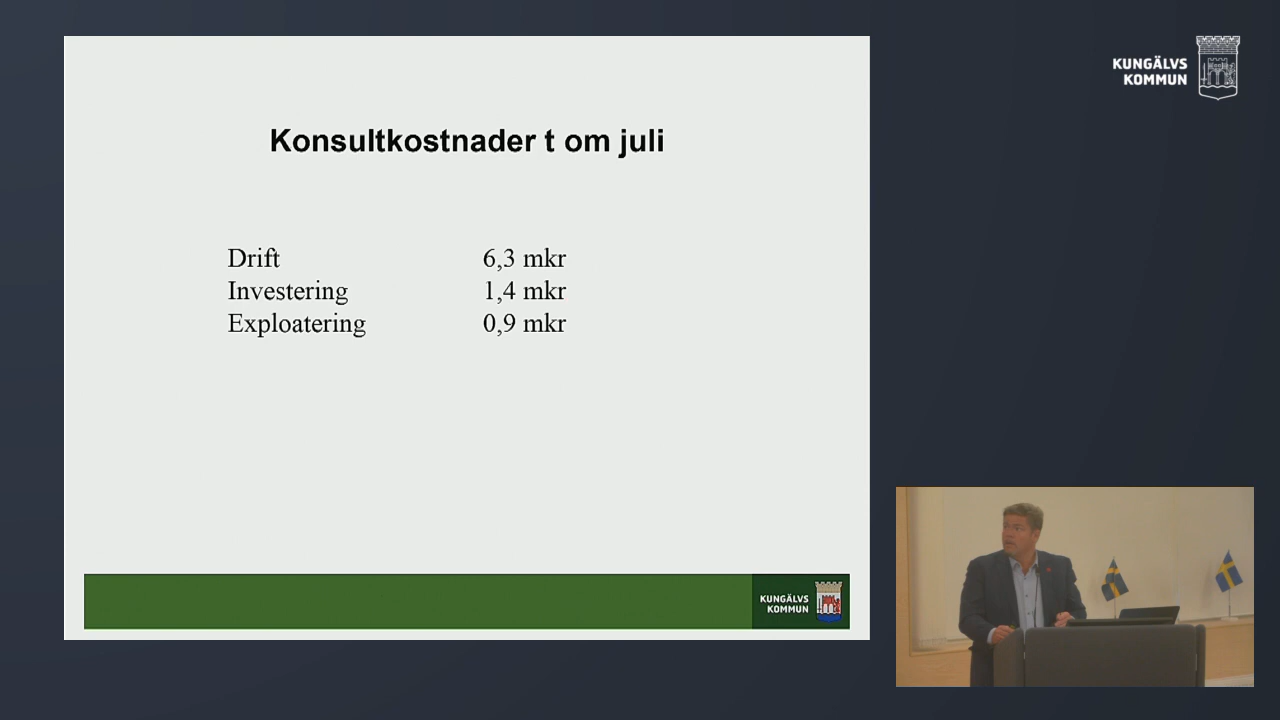 Konsultkostnader t om juli
Drift 6,3 mkr
Investering 1,4 mkr
Exploatering 0,9 mkr
KUNGÄLVS
KOMMUN
KUNGÄLVS
KOMMUN